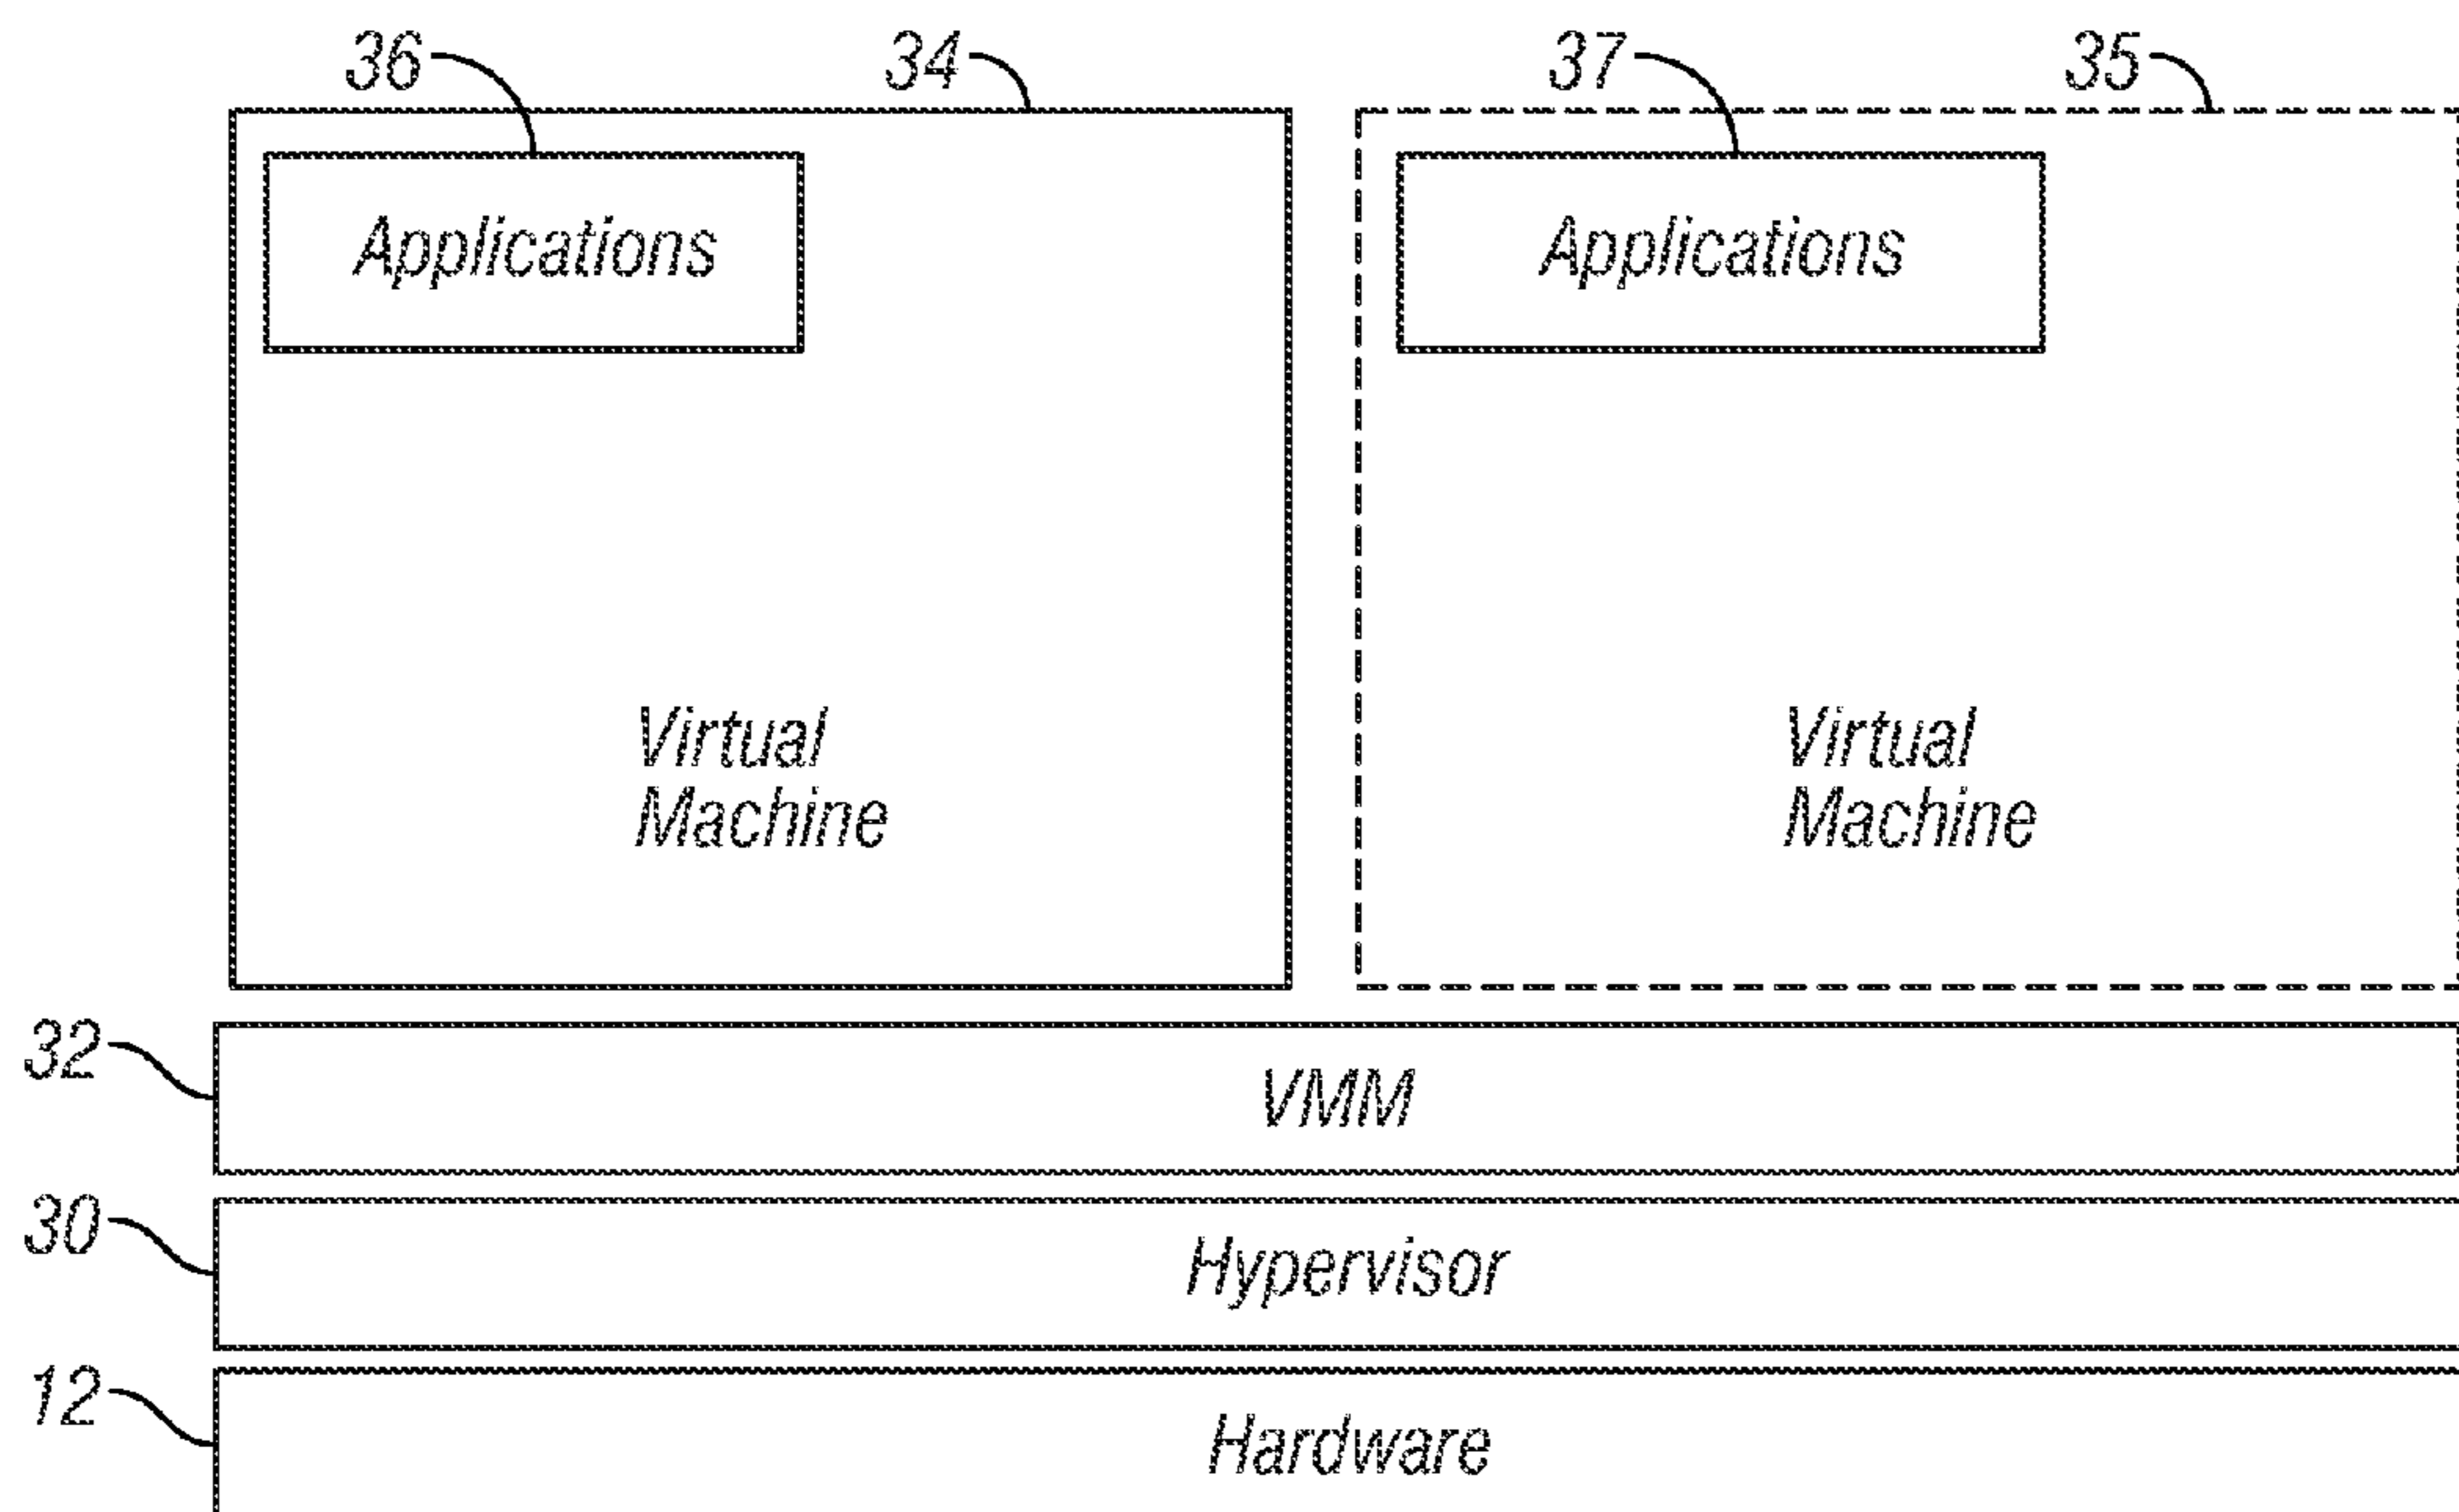 36
34
37
35
Applications
Applications
Virtual
Machine
Virtual
Machine
32
VMM
30
Hypervisor
12
Hardware